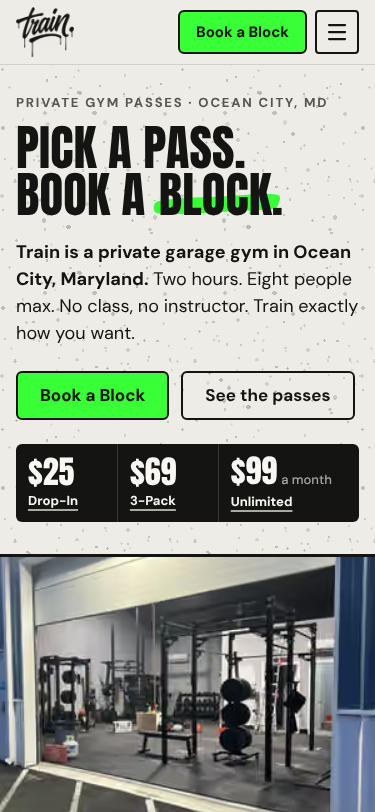 train.
Book a Block
PRIVATE GYM PASSES · OCEAN CITY, MD
PICK A PASS.
BOOK A BLOCK.
Train is a private garage gym in Ocean
City, Maryland. Two hours. Eight people
max. No class, no instructor. Train exactly
how you want.
Book a Block
See the passes
$25
Drop-In
$69
3-Pack
$99 a month
Unlimited